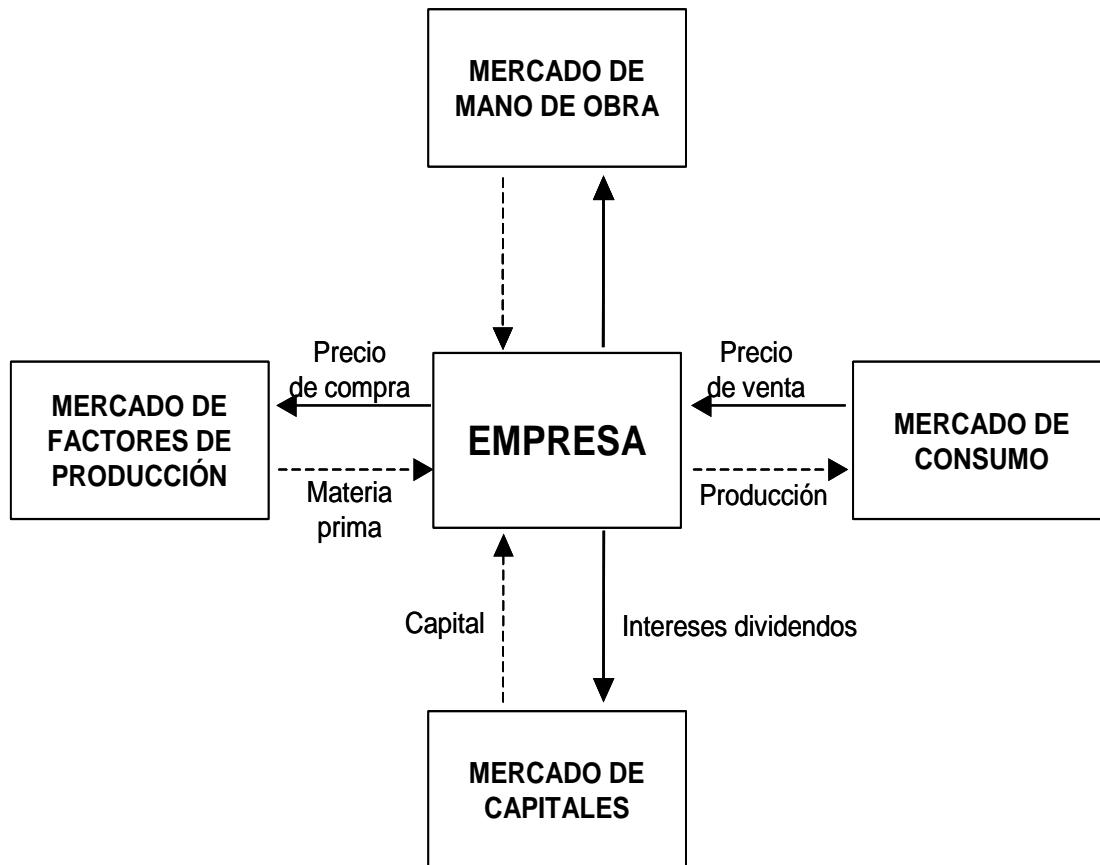 MERCADO DE
MANO DE OBRA
Precio
de compra
Precio
de venta
MERCADO DE
FACTORES DE
PRODUCCIÓN
EMPRESA
MERCADO DE
CONSUMO
Materia
prima
Producción
Capital
Intereses dividendos
MERCADO DE
CAPITALES